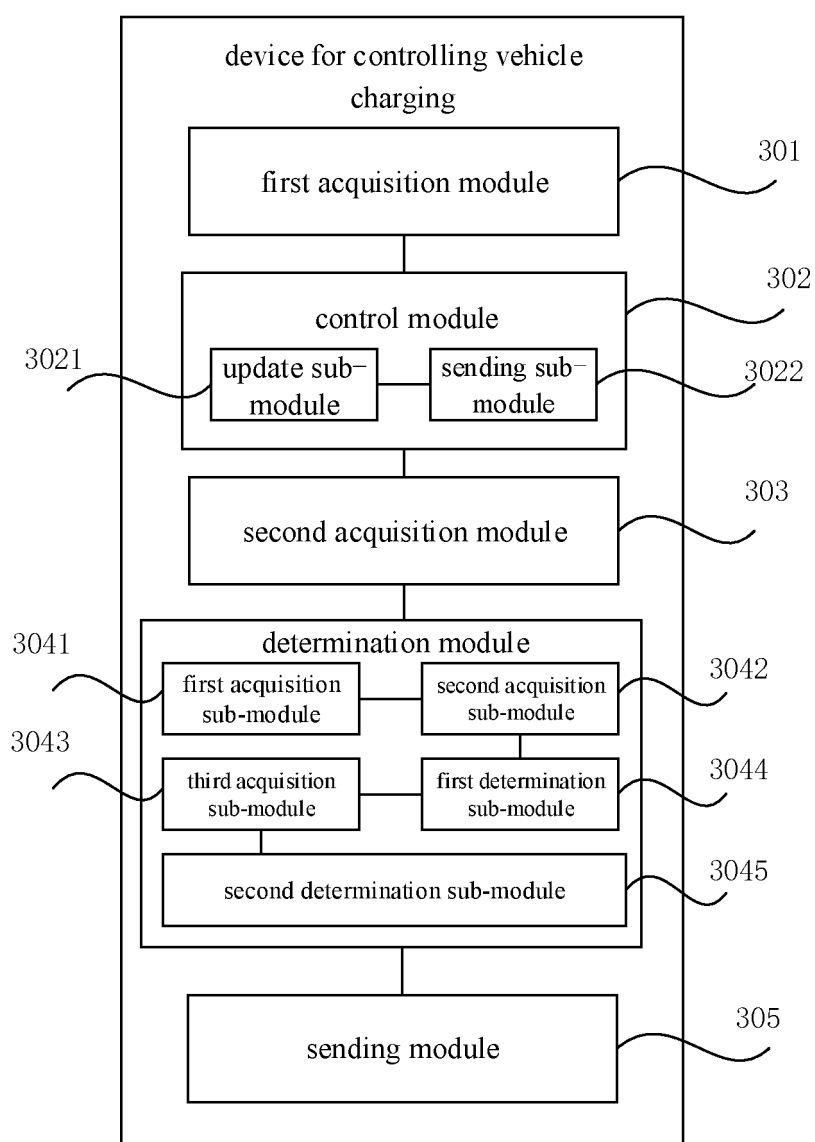 device for controlling vehicle
charging
first acquisition module
301
302
control module
3021
update sub-
module
sending sub-
module
3022
second acquisition module
303
determination module
3041
first acquisition
sub-module
second acquisition
sub-module
3042
3043
third acquisition
sub-module
first determination
sub-module
3044
second determination sub-module
3045
sending module
305